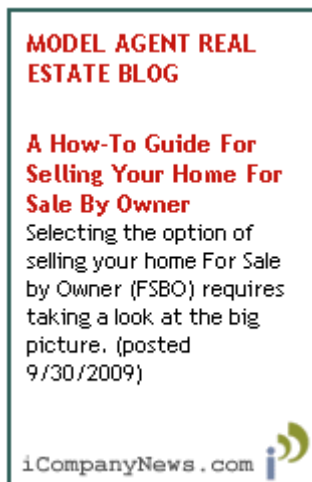 MODEL AGENT REAL
ESTATE BLOG
A How-To Guide For
Selling Your Home For
Sale By Owner
Selecting the option of
selling your home For Sale
by Owner (FSBO) requires
taking a look at the big
picture. (posted
9/30/2009)
iCompanyNews.com